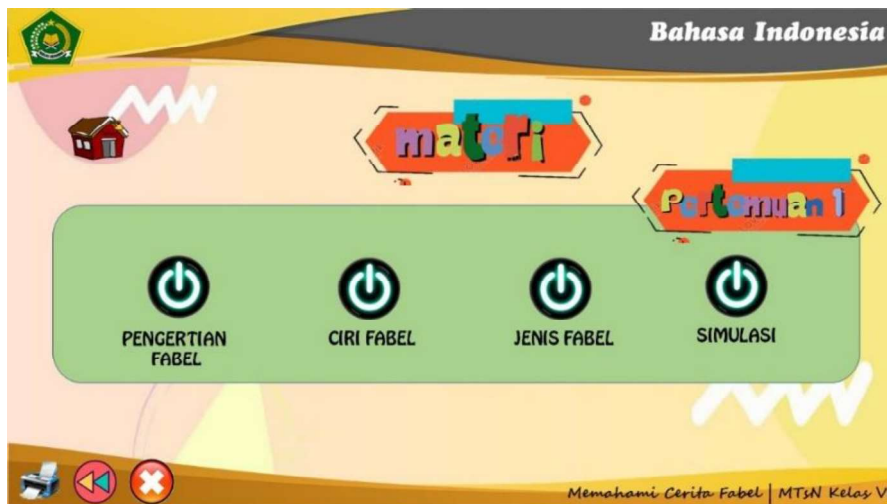 Bahasa Indonesia
materi
Pertemuan 1
PENGERTIAN
FABEL
CIRI FABEL
JENIS FABEL
SIMULASI
Memahami Cerita Fabel | MTsN Kelas V